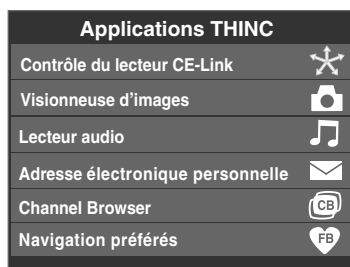 Applications THINC
Contrôle du lecteur CE-Link
Visionneuse d'images
Lecteur audio
Adresse électronique personnelle
Channel Browser
CB
Navigation préférés
FB